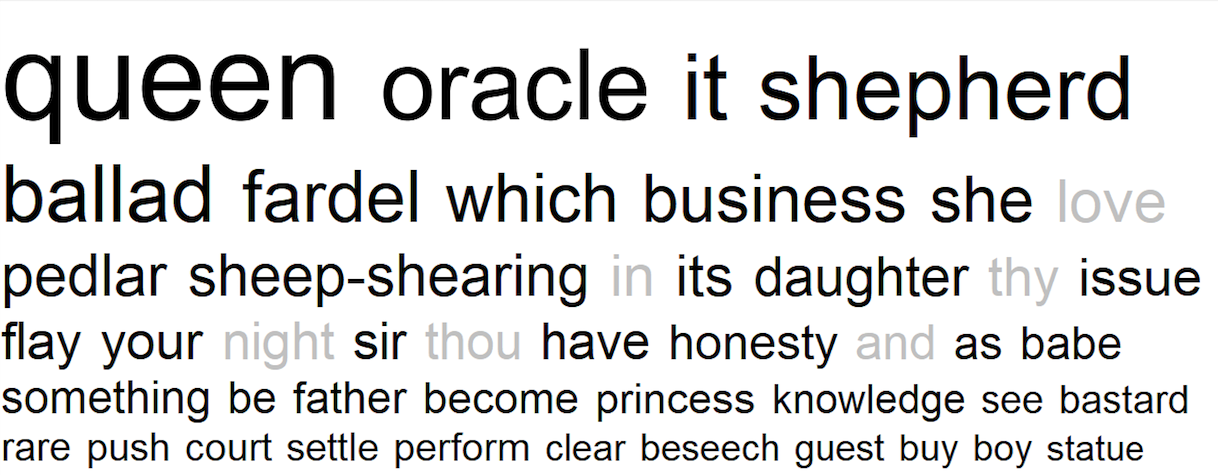 queen oracle it shepherd
ballad fardel which business she love
pedlar sheep-shearing in its daughter thy issue
flay your night sir thou have honesty and as babe
something be father become princess knowledge see bastard
rare push court settle perform clear beseech guest buy boy statue